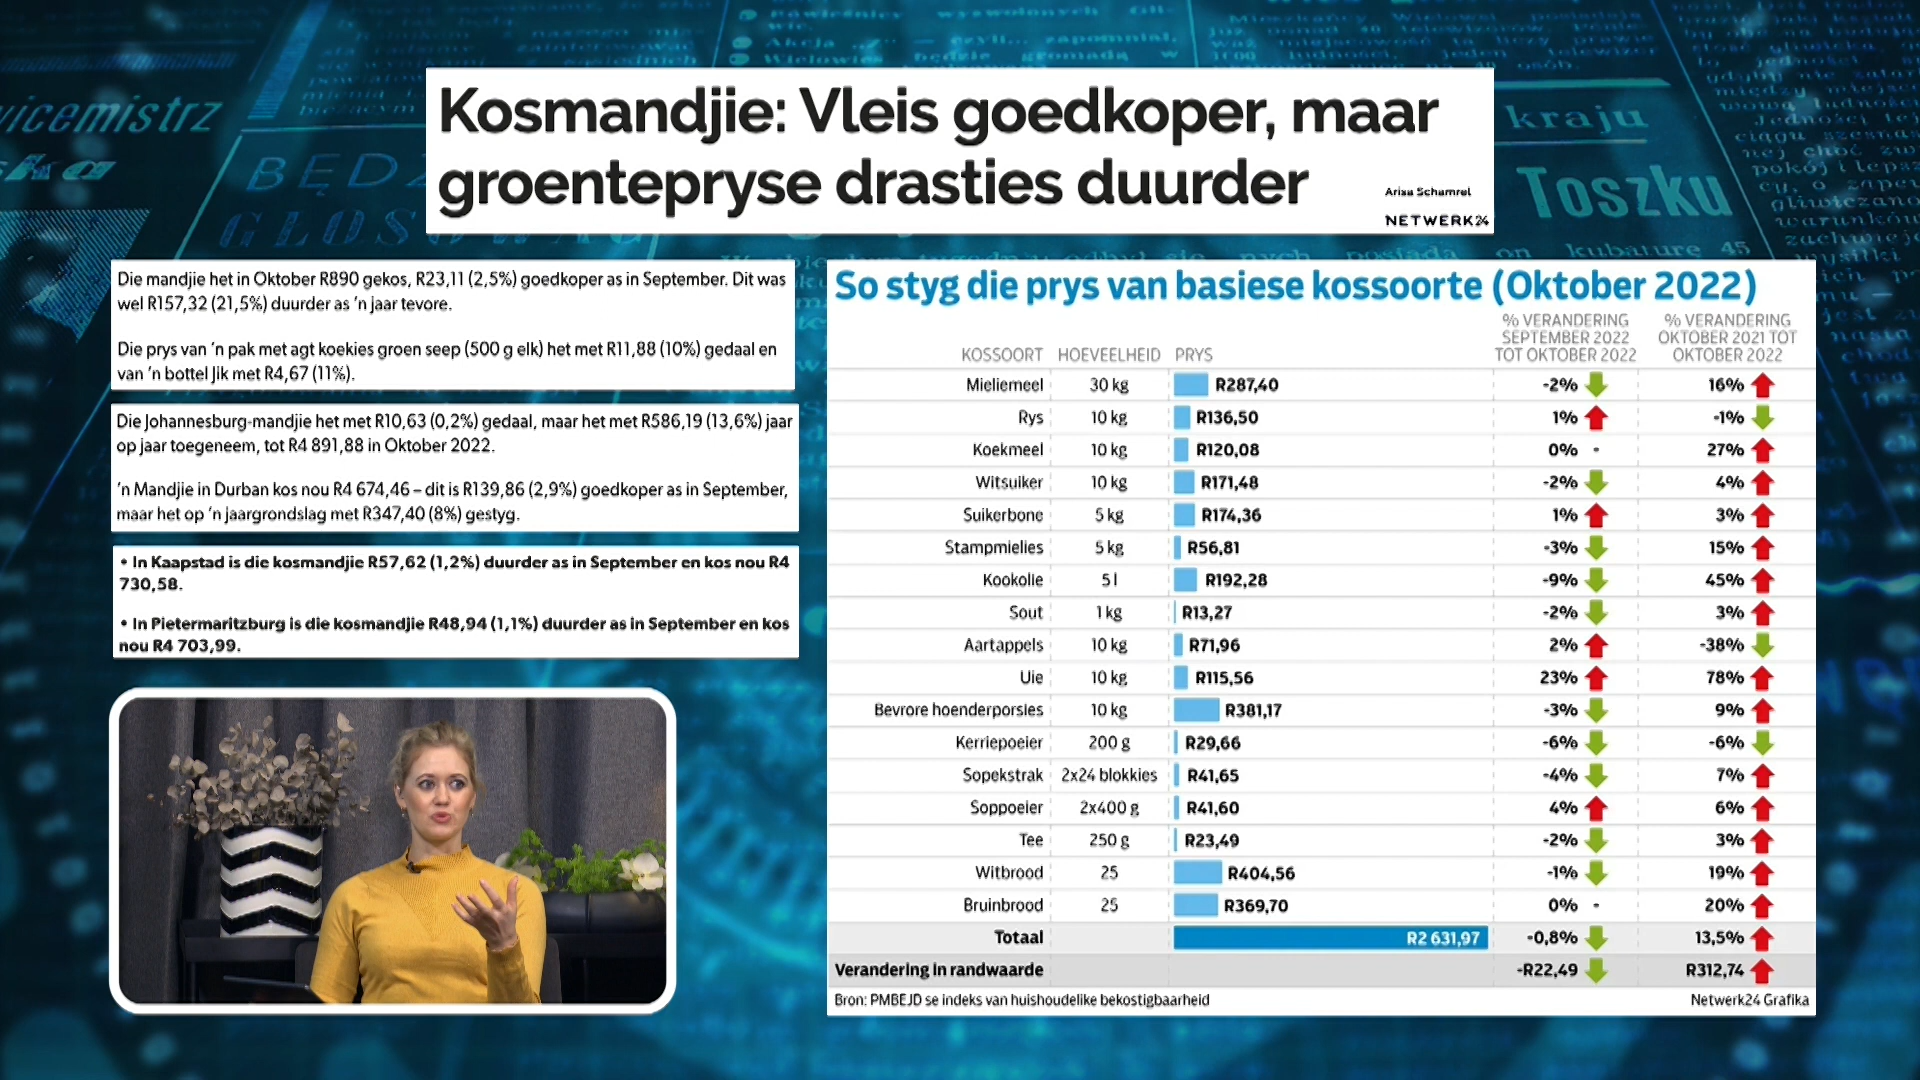 Kosmandjie: Vleis goedkoper, maar
groentepryse drasties duurder
NETWERK24
Die mandjie het in Oktober R890 gekos, R23,11 (2,5%) goedkoper as in September. Dit was
wel R157,32 (21,5%) duurder as 'n jaar tevore.
Die prys van 'n pak met agt koekies groen seep (500 g elk) het met R11,88 (10%) gedaal en
van 'n bottel Jik met R4,67 (11%).
Die Johannesburg-mandjie het met R10,63 (0,2%) gedaal, maar het met R586,19 (13,6%) jaar
op jaar toegeneem, tot R4 891,88 in Oktober 2022.
'n Mandjie in Durban kos nou R4 674,46 – dit is R139,86 (2,9%) goedkoper as in September,
maar het op 'n jaargrondslag met R347,40 (8%) gestyg.
• In Kaapstad is die kosmandjie R57,62 (1,2%) duurder as in September en kos nou R4
730,58.
• In Pietermaritzburg is die kosmandjie R48,94 (1,1%) duurder as in September en kos
nou R4 703,99.
So styg die prys van basiese kossoorte (Oktober 2022)
KOSSOORT HOEVEELHEID PRYS % VERANDERING SEPTEMBER 2022 TOT OKTOBER 2022 % VERANDERING OKTOBER 2021 TOT OKTOBER 2022
Mieliemeel 30 kg R287,40 -2% 16%
Rys 10 kg R136,50 1% -1%
Koekmeel 10 kg R120,08 0% - 27%
Witsuiker 10 kg R171,48 -2% 4%
Suikerbone 5 kg R174,36 1% 3%
Stampmielies 5 kg R56,81 -3% 15%
Kookolie 5 l R192,28 -9% 45%
Sout 1 kg R13,27 -2% 3%
Aartappels 10 kg R71,96 2% -38%
Uie 10 kg R115,56 23% 78%
Bevrore hoenderporsies 10 kg R381,17 -3% 9%
Kerriepoeier 200 g R29,66 -6% -6%
Sopekstrak 2x24 blokkies R41,65 -4% 7%
Soppoeier 2x400 g R41,60 4% 6%
Tee 250 g R23,49 -2% 3%
Witbrood 25 R404,56 -1% 19%
Bruinbrood 25 R369,70 0% - 20%
Totaal R2 631,97 -0,8% 13,5%
Verandering in randwaarde -R22,49 R312,74
Bron: PMBEJD se indeks van huishoudelike bekostigbaarheid Netwerk24 Grafika
kraju
Toszku